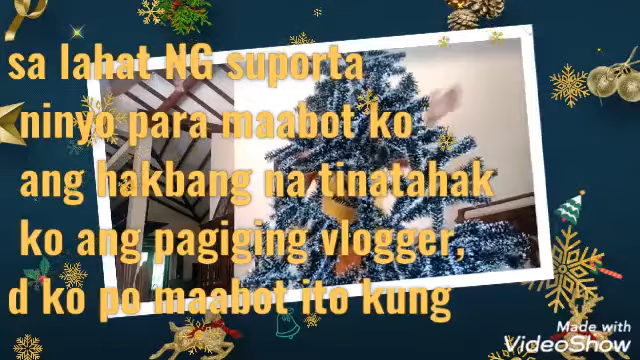 sa lahat NG suporta
ninyo para maabot ko
ang hakbang na tinatahak
ko ang pagiging vlogger,
d ko po maabot ito kung
Made with
VideoShow